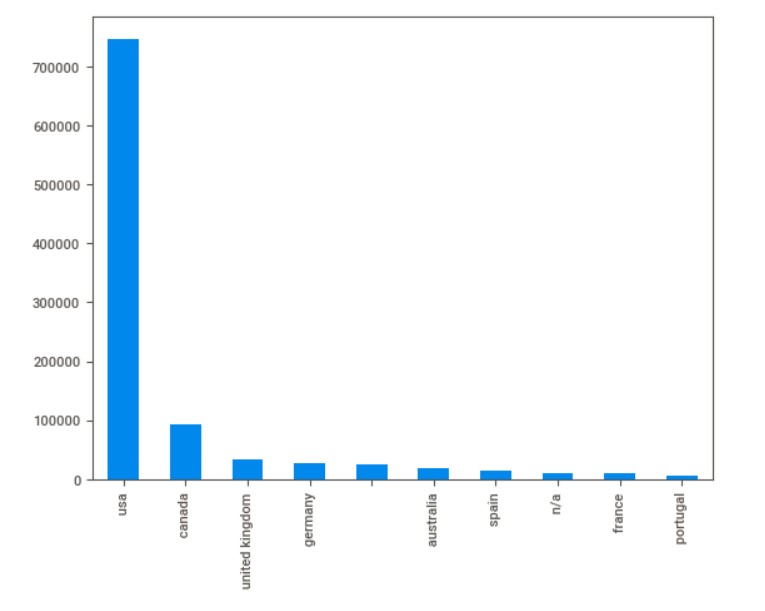 700000
600000
500000
400000
300000
200000
100000
0
usa
canada
united kingdom
germany
australia
spain
n/a
france
portugal